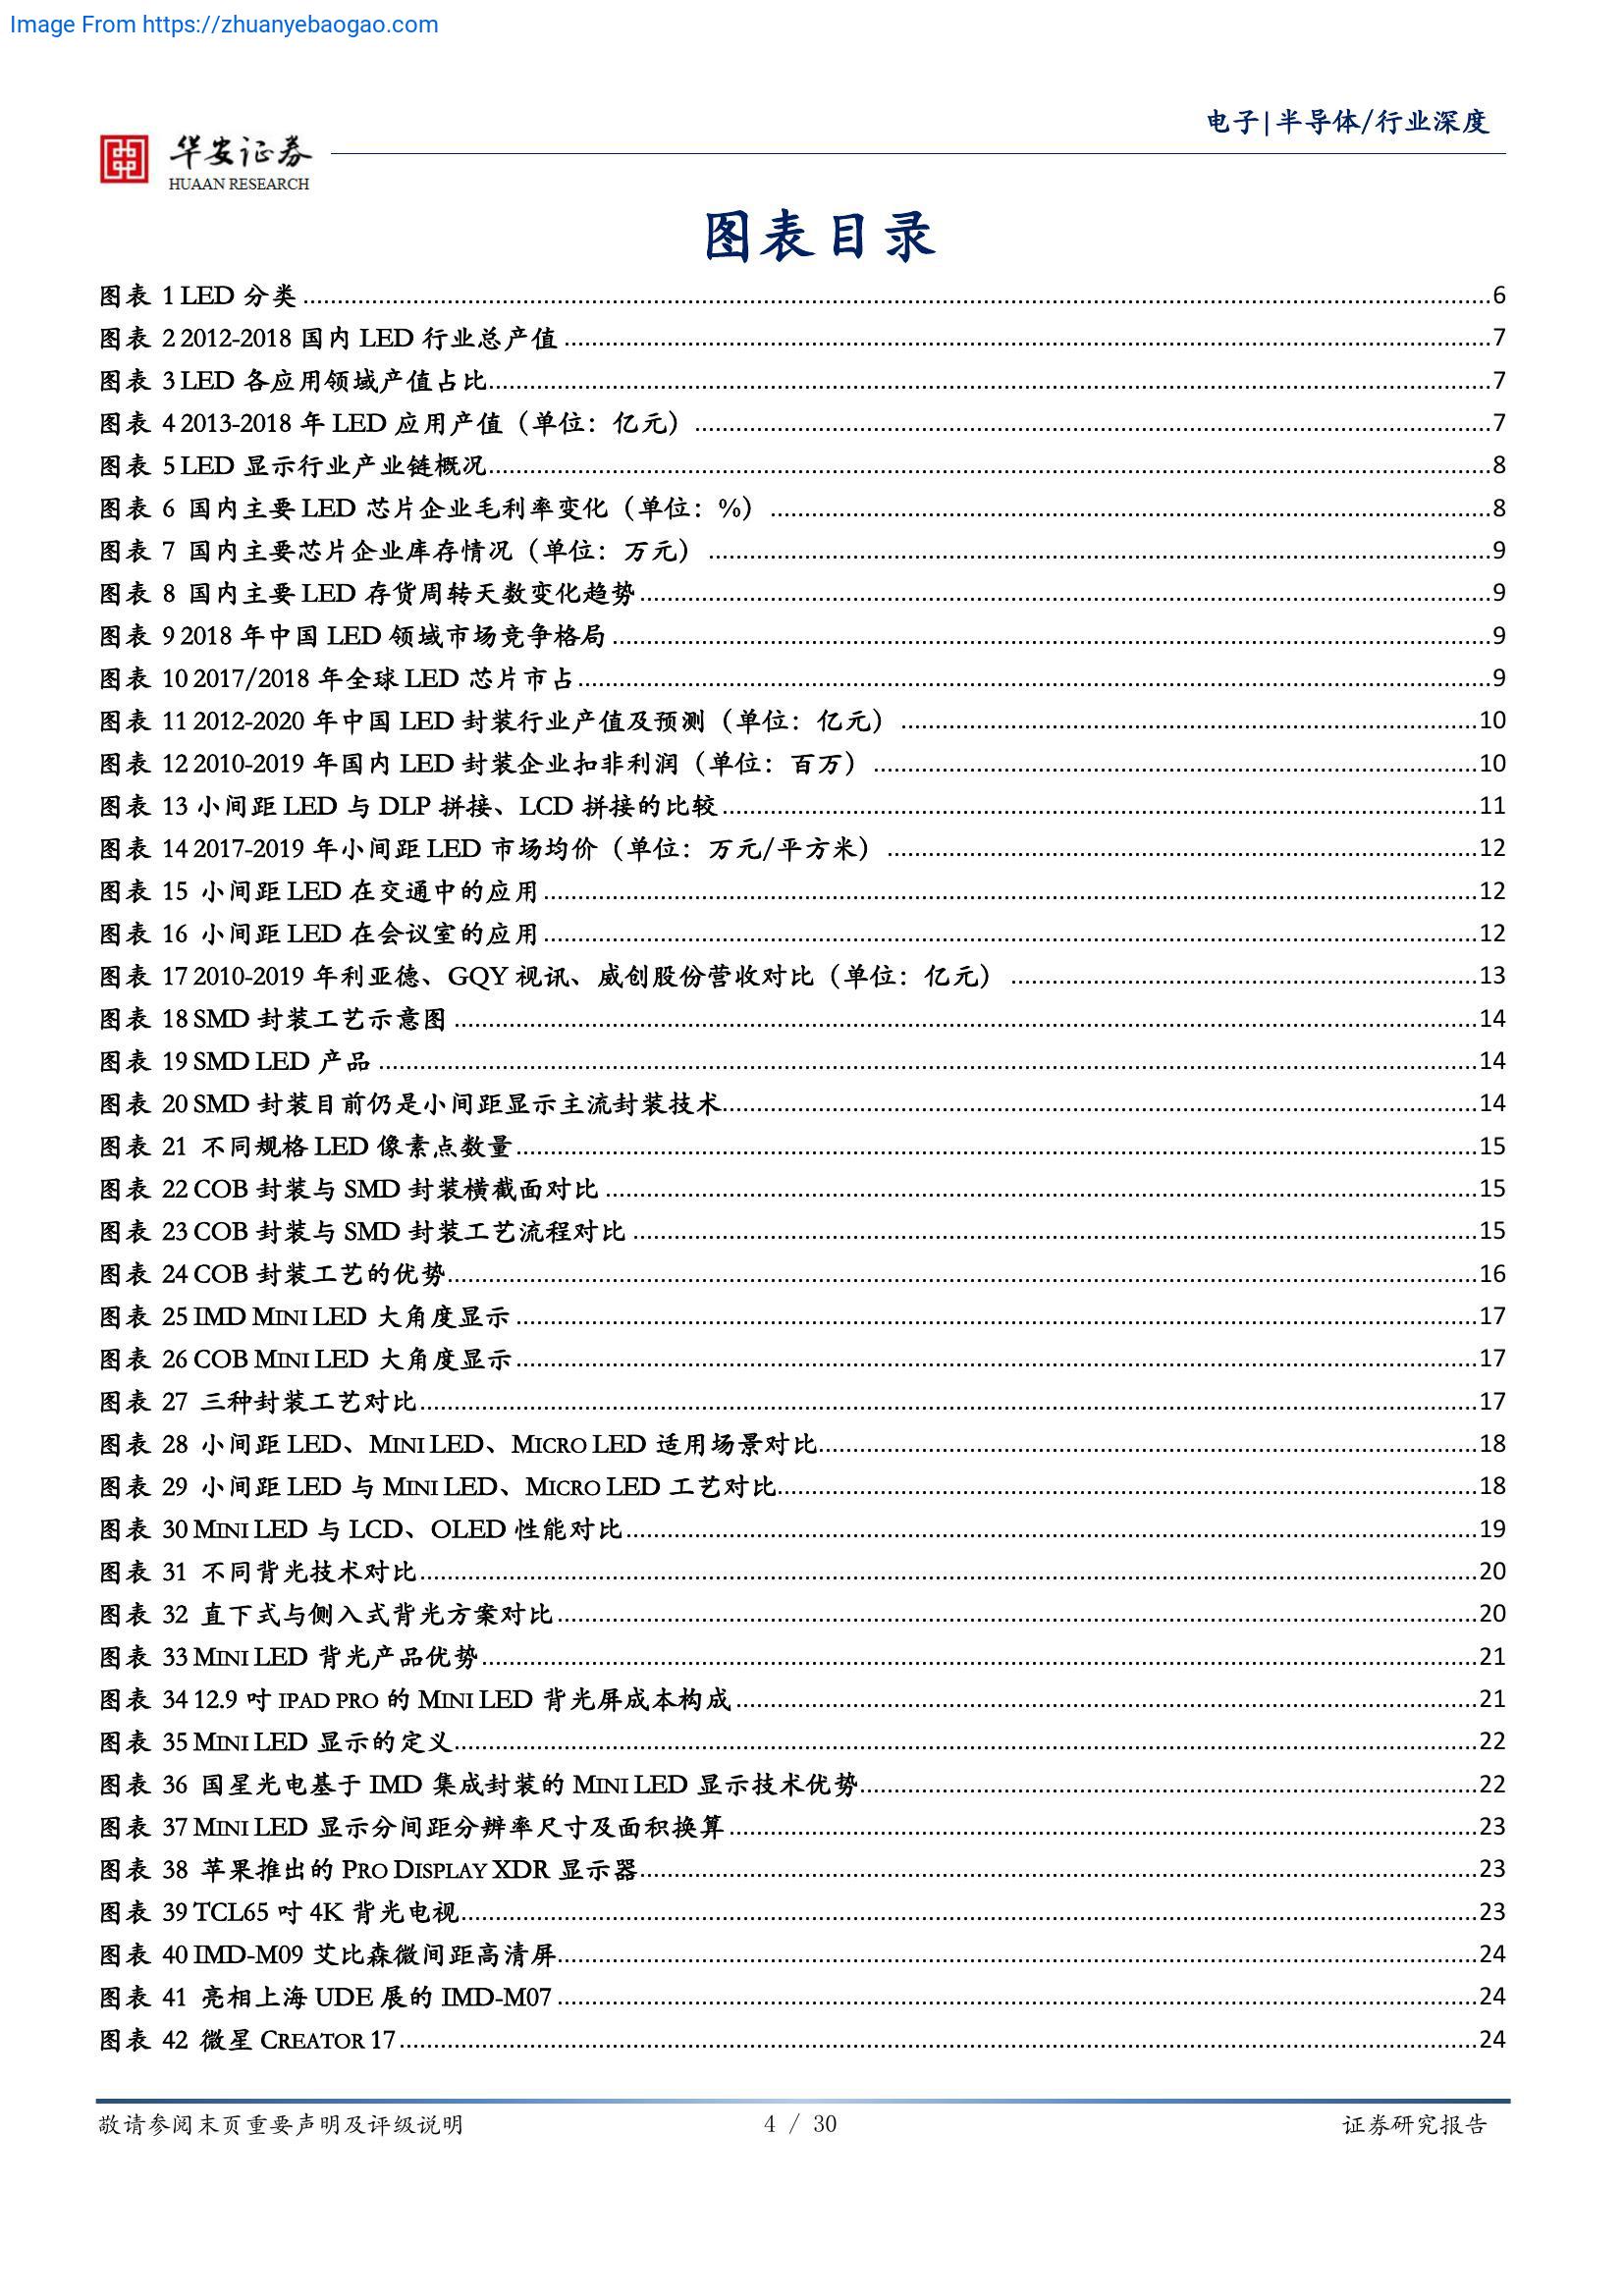 Image From https://zhuanyebaogao.com
电子|半导体/行业深度
华安证券
HUAAN RESEARCH
图表目录
图表 1 LED 分类......6
图表 2 2012-2018 国内 LED 行业总产值......7
图表 3 LED 各应用领域产值占比......7
图表 4 2013-2018 年 LED 应用产值（单位：亿元）......7
图表 5 LED 显示行业产业链概况......8
图表 6 国内主要 LED 芯片企业毛利率变化（单位：%）......8
图表 7 国内主要芯片企业库存情况（单位：万元）......9
图表 8 国内主要 LED 存货周转天数变化趋势......9
图表 9 2018 年中国 LED 领域市场竞争格局......9
图表 10 2017/2018 年全球 LED 芯片市占......9
图表 11 2012-2020 年中国 LED 封装行业产值及预测（单位：亿元）......10
图表 12 2010-2019 年国内 LED 封装企业扣非利润（单位：百万）......10
图表 13 小间距 LED 与 DLP 拼接、LCD 拼接的比较......11
图表 14 2017-2019 年小间距 LED 市场均价（单位：万元/平方米）......12
图表 15 小间距 LED 在交通中的应用......12
图表 16 小间距 LED 在会议室的应用......12
图表 17 2010-2019 年利亚德、GQY 视讯、威创股份营收对比（单位：亿元）......13
图表 18 SMD 封装工艺示意图......14
图表 19 SMD LED 产品......14
图表 20 SMD 封装目前仍是小间距显示主流封装技术......14
图表 21 不同规格 LED 像素点数量......15
图表 22 COB 封装与 SMD 封装横截面对比......15
图表 23 COB 封装与 SMD 封装工艺流程对比......15
图表 24 COB 封装工艺的优势......16
图表 25 IMD MINI LED 大角度显示......17
图表 26 COB MINI LED 大角度显示......17
图表 27 三种封装工艺对比......17
图表 28 小间距 LED、MINI LED、MICRO LED 适用场景对比......18
图表 29 小间距 LED 与 MINI LED、MICRO LED 工艺对比......18
图表 30 MINI LED 与 LCD、OLED 性能对比......19
图表 31 不同背光技术对比......20
图表 32 直下式与侧入式背光方案对比......20
图表 33 MINI LED 背光产品优势......21
图表 34 12.9 吋 IPAD PRO 的 MINI LED 背光屏成本构成......21
图表 35 MINI LED 显示的定义......22
图表 36 国星光电基于 IMD 集成封装的 MINI LED 显示技术优势......22
图表 37 MINI LED 显示分间距分辨率尺寸及面积换算......23
图表 38 苹果推出的 PRO DISPLAY XDR 显示器......23
图表 39 TCL65 吋 4K 背光电视......23
图表 40 IMD-M09 艾比森微间距高清屏......24
图表 41 亮相上海 UDE 展的 IMD-M07......24
图表 42 微星 CREATOR 17......24
敬请参阅末页重要声明及评级说明
4 / 30
证券研究报告